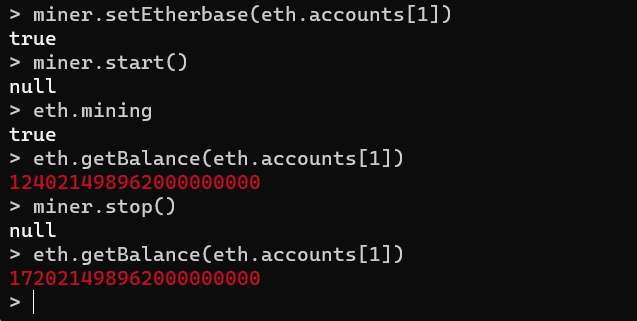 > miner.setEtherbase(eth.accounts[1])
true
> miner.start()
null
> eth.mining
true
> eth.getBalance(eth.accounts[1])
124021498962000000000
> miner.stop()
null
> eth.getBalance(eth.accounts[1])
172021498962000000000
>